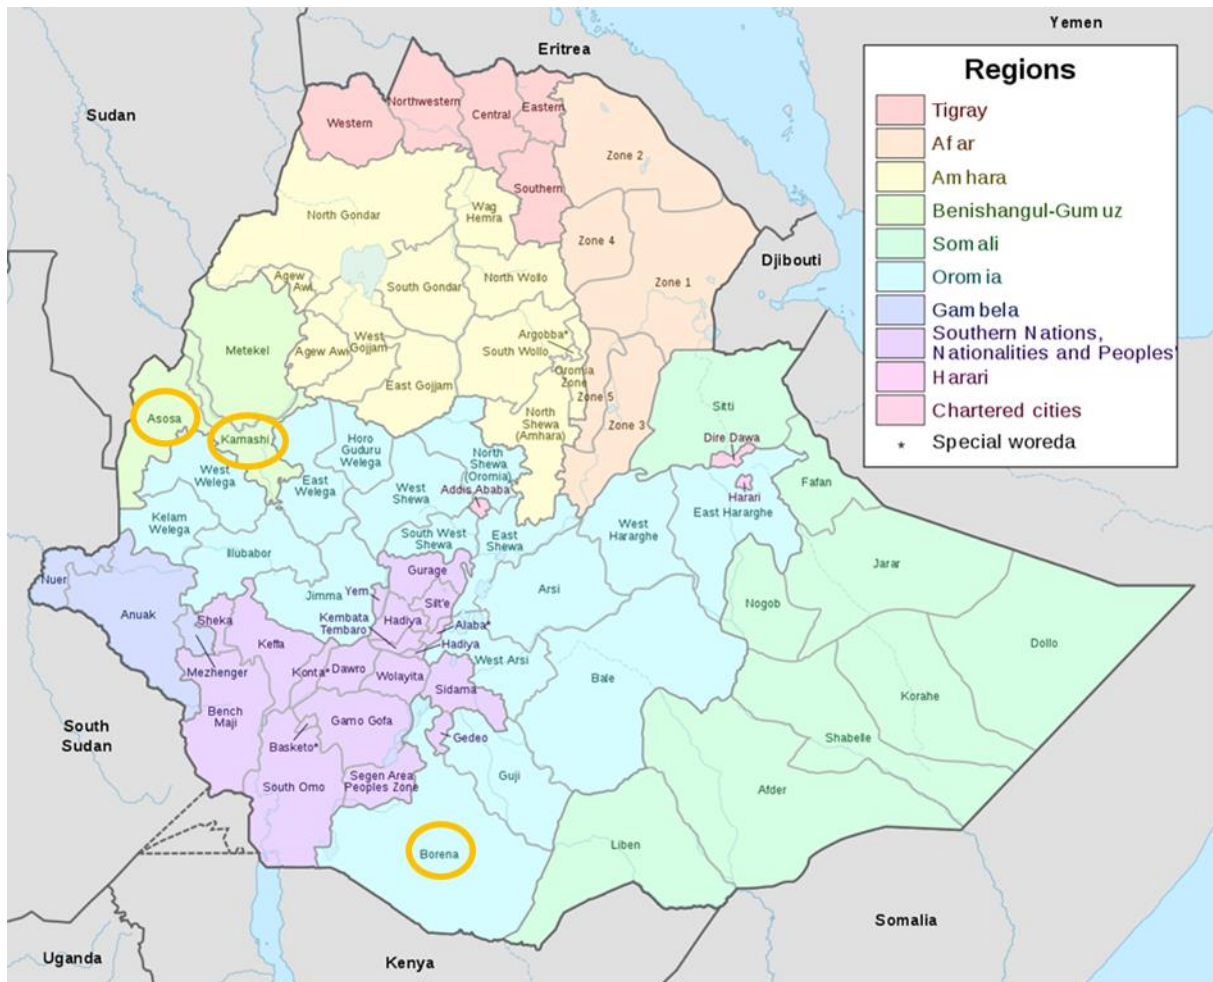 Yemen
Eritrea
Sudan
Regions
Tigray
Afar
Amhara
Benishangul-Gumuz
Somali
Oromia
Gambela
Southern Nations,
Nationalities and Peoples'
Harari
Chartered cities
* Special woreda
Western
Northwestern
Central
Eastern
Southern
Zone 2
North Gondar
Wag
Hemra
Zone 4
Djibouti
Agew
Awi
South Gondar
North Wollo
Zone 1
Metekel
Agew Awi
West
Gojjam
Argobba*
South Wollo
East Gojjam
Oromia
Zone
Zone 5
Zone 3
North
Shewa
(Amhara)
Sitti
Asosa
Kamashi
Dire Dawa
West
Welega
East
Welega
Horo
Guduru
Welega
North
Shewa
(Oromia)
West
Shewa
Addis Ababa
Harari
East Hararghe
Fafan
Kelam
Welega
Illubabor
South West
Shewa
East
Shewa
West
Hararghe
Jarar
Nuer
Anuak
Gurage
Jimma
Yem
Silt'e
Arsi
Nogob
Sheka
Kembata
Tembaro
Hadiya
Alaba*
Hadiya
Keffa
Mezhenger
Konta*
Dawro
Wolayita
West Arsi
Sidama
Bale
Dollo
Korahe
Bench
Maji
Gamo Gofa
Basketo*
Gedeo
Shabelle
South
Sudan
South Omo
Segen Area
Peoples Zone
Guji
Afder
Borena
Liben
Somalia
Uganda
Kenya